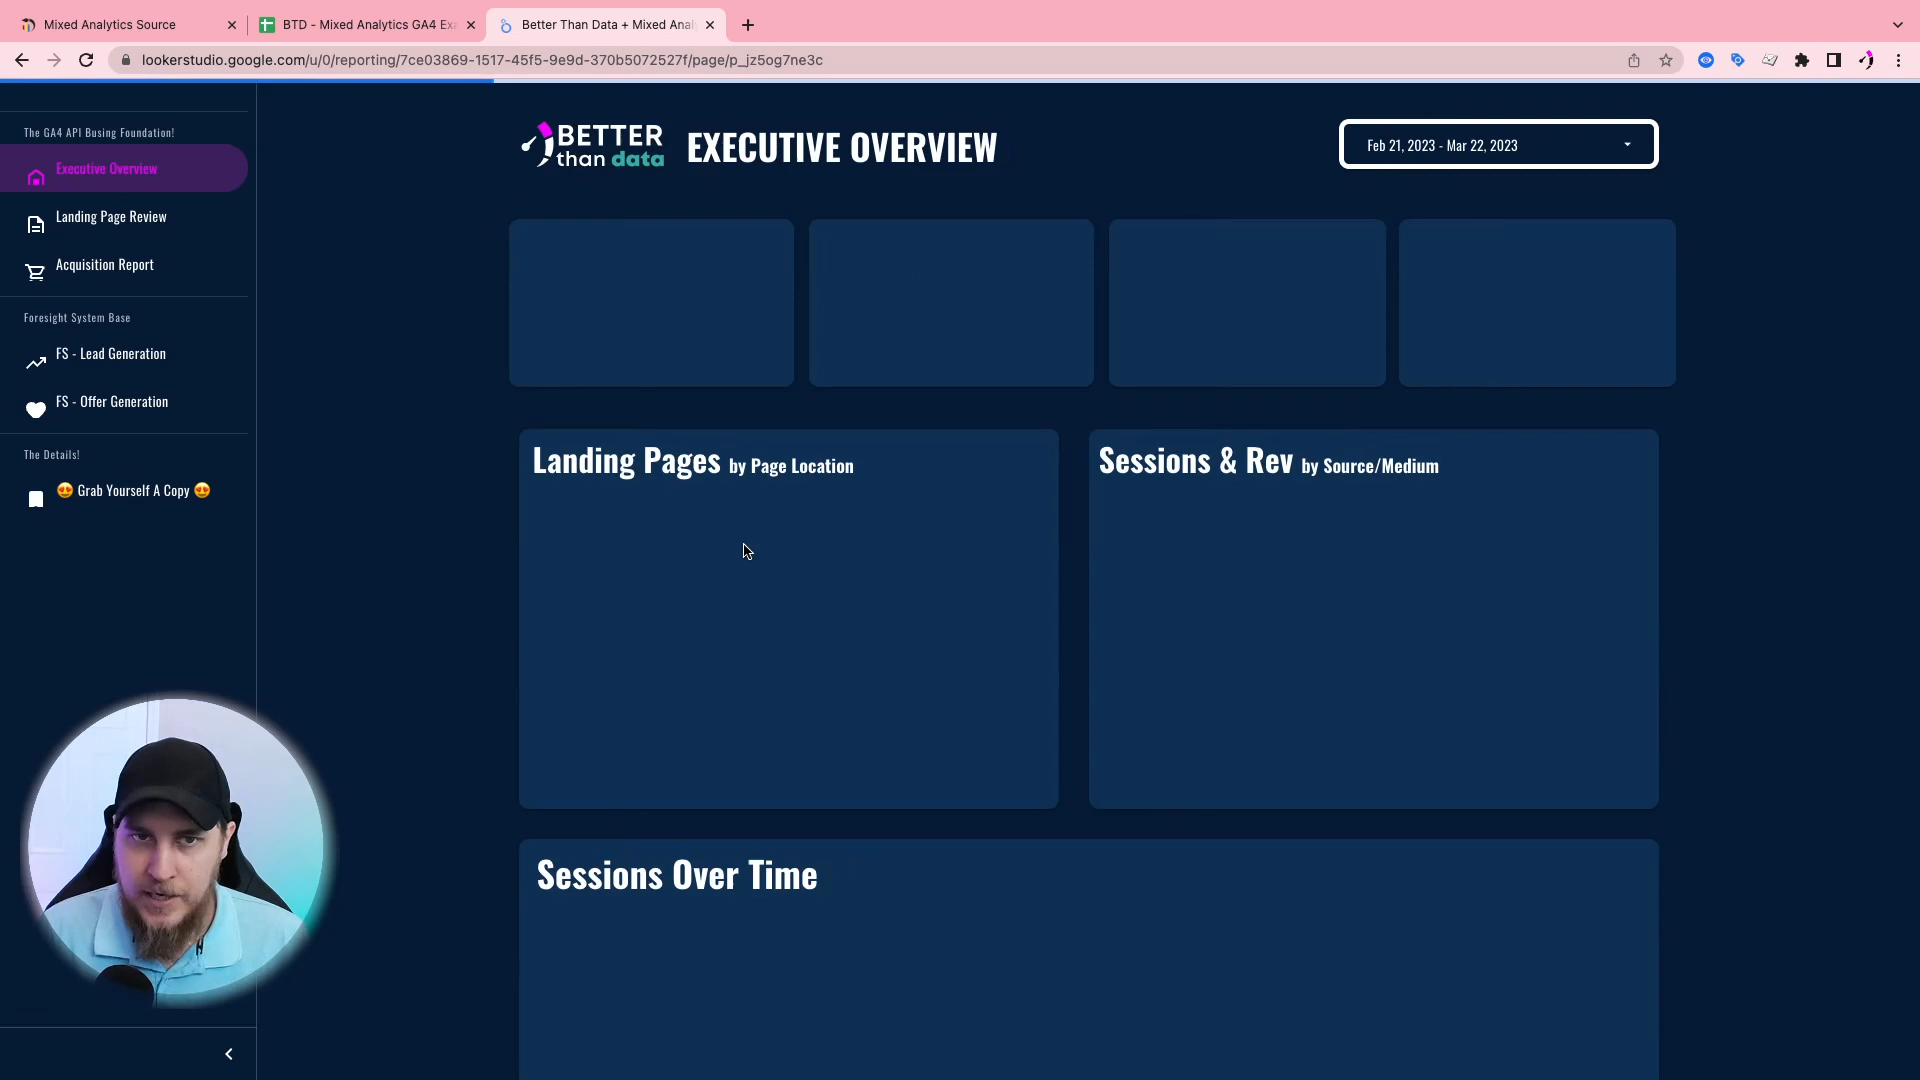 Mixed Analytics Source
BTD - Mixed Analytics GA4 Ex
Better Than Data + Mixed Anal
lookerstudio.google.com/u/0/reporting/7ce03869-1517-45f5-9e9d-370b5072527f/page/p_jz5og7ne3c
The GA4 API Busing Foundation!
Executive Overview
Landing Page Review
Acquisition Report
Foresight System Base
FS - Lead Generation
FS - Offer Generation
The Details!
😍 Grab Yourself A Copy 😍
BETTER
than data
EXECUTIVE OVERVIEW
Feb 21, 2023 - Mar 22, 2023
Landing Pages by Page Location
Sessions & Rev by Source/Medium
Sessions Over Time